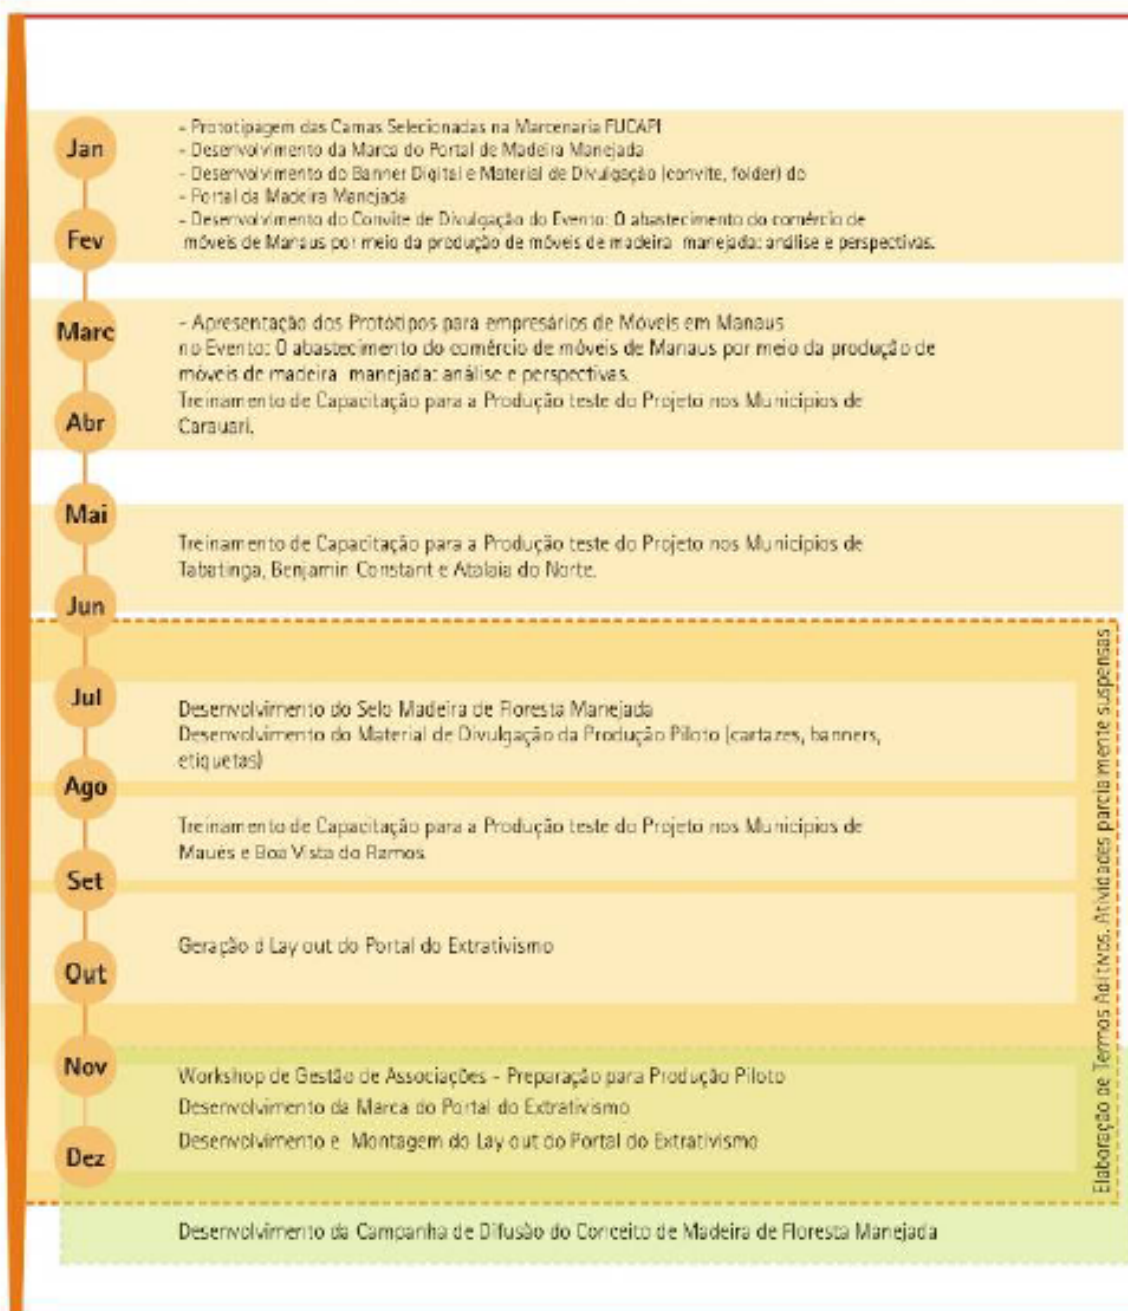 Jan
- Prototipagem das Camas Selecionadas na Marcenaria FUCAPI
- Desenvolvimento da Marca do Portal de Madeira Manejada
- Desenvolvimento do Banner Digital e Material de Divulgação (convite, folder) do
- Portal da Madeira Manejada
- Desenvolvimento do Convite de Divulgação do Evento: O abastecimento do comércio de
móveis de Manaus por meio da produção de móveis de madeira manejada: análise e perspectivas.
Fev
Marc
- Apresentação dos Protótipos para empresários de Móveis em Manaus
no Evento: O abastecimento do comércio de móveis de Manaus por meio da produção de
móveis de madeira manejada: análise e perspectivas.
Treinamento de Capacitação para a Produção teste do Projeto nos Municípios de
Carauari.
Abr
Mai
Treinamento de Capacitação para a Produção teste do Projeto nos Municípios de
Tabatinga, Benjamin Constant e Atalaia do Norte.
Jun
Jul
Desenvolvimento do Selo Madeira de Floresta Manejada
Desenvolvimento do Material de Divulgação da Produção Piloto (cartazes, banners,
etiquetas)
Ago
Treinamento de Capacitação para a Produção teste do Projeto nos Municípios de
Maués e Boa Vista do Ramos
Set
Geração d Lay out do Portal do Extrativismo
Out
Nov
Workshop de Gestão de Associações - Preparação para Produção Piloto
Desenvolvimento da Marca do Portal do Extrativismo
Desenvolvimento e Montagem do Lay out do Portal do Extrativismo
Dez
Elaboração de Termos Aditivos. Atividades parcialmente suspensas
Desenvolvimento da Campanha de Difusão do Conceito de Madeira de Floresta Manejada